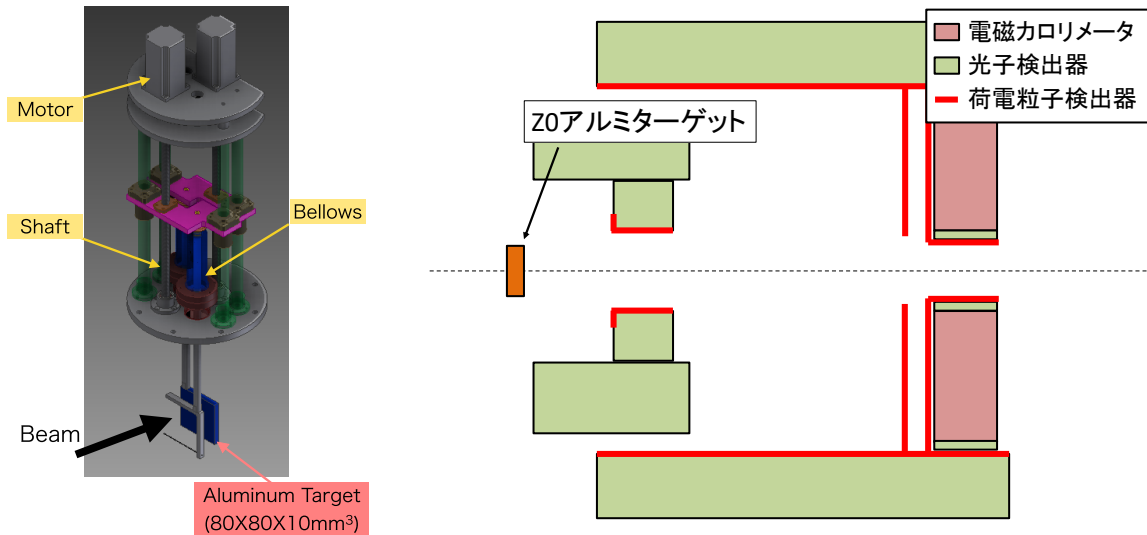 Motor
Shaft
Bellows
Beam
Aluminum Target
(80X80X10mm³)
Z0アルミターゲット
電磁カロリメータ
光子検出器
荷電粒子検出器